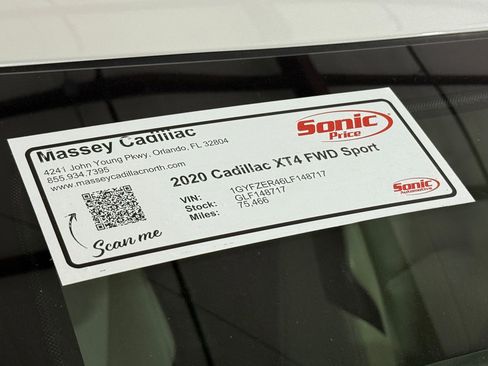 Massey Cadillac
4241 John Young Pkwy, Orlando, FL 32804
855.934.7395
www.masseycadillacnorth.com
Sonic
Price
2020 Cadillac XT4 FWD Sport
VIN: 1GYFZER46LF148717
Stock: GLF148717
Miles: 75,466
Scan me
Sonic
Automotive